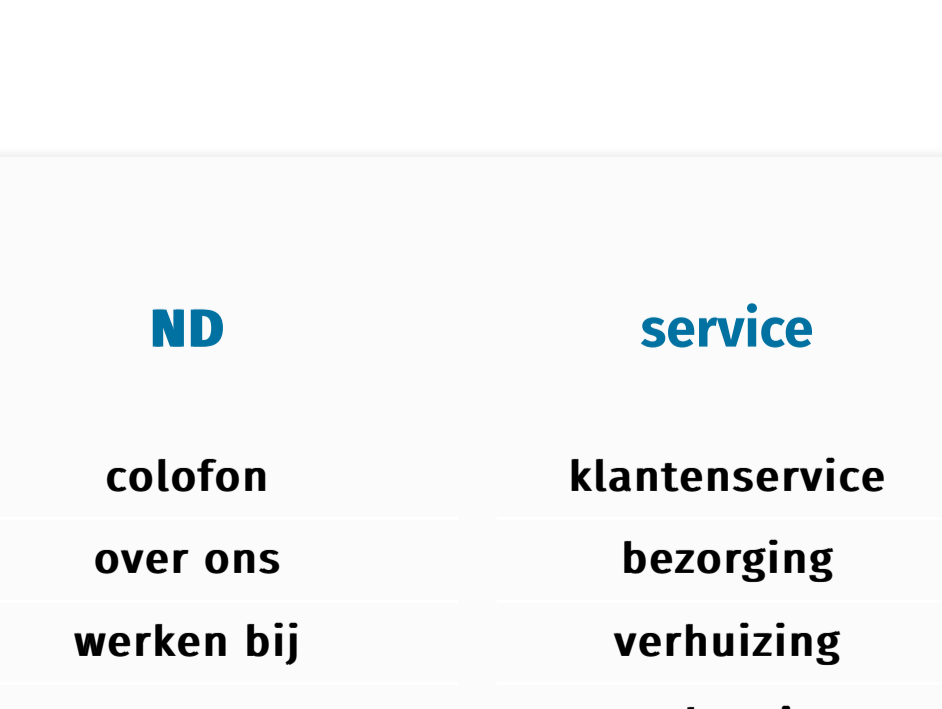 ND
colofon
over ons
werken bij
service
klantenservice
bezorging
verhuizing